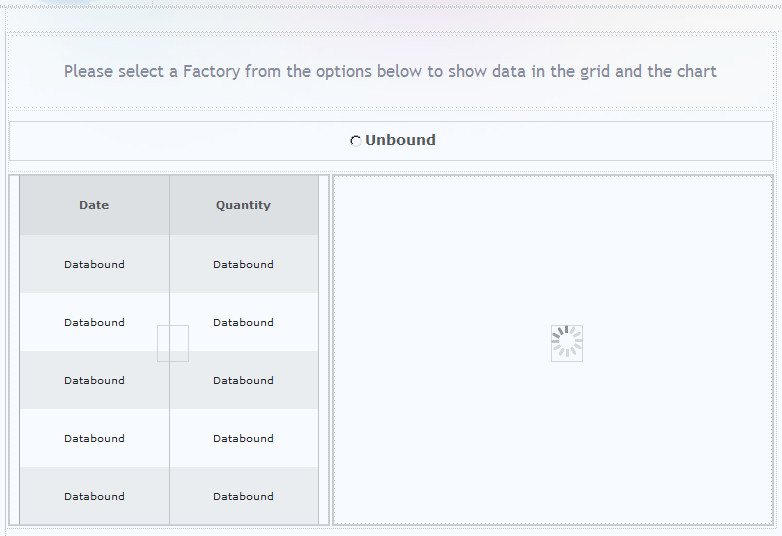 Please select a Factory from the options below to show data in the grid and the chart
Unbound
Date Quantity
Databound Databound
Databound Databound
Databound Databound
Databound Databound
Databound Databound